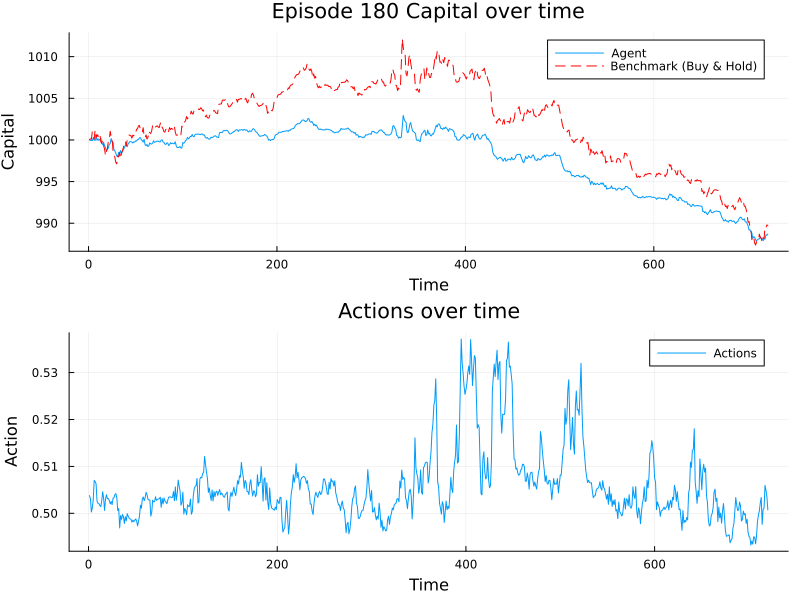 Episode 180 Capital over time
1010
1005
1000
995
990
Capital
Agent
Benchmark (Buy & Hold)
0
200
400
600
Time
Actions over time
0.53
0.52
0.51
0.50
Action
Actions
0
200
400
600
Time